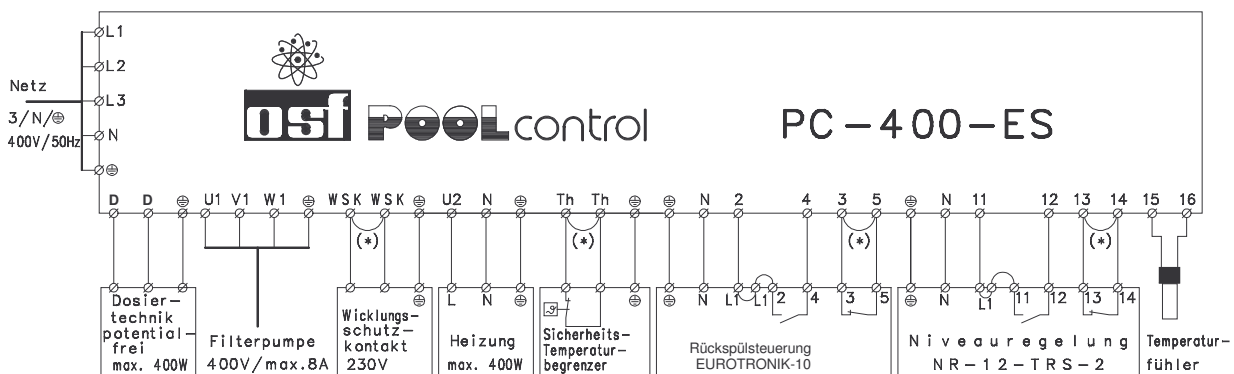 L1
L2
Netz
L3
3/N/⏚
N
400V/50Hz
⏚
osf POOL control
PC-400-ES
D D ⏚ U1 V1 W1 ⏚ WSK WSK ⏚ U2 N ⏚ Th Th ⏚ ⏚ N 2 4 3 5 ⏚ N 11 12 13 14 15 16
(*) (*) (*) (*)
⏚ L N ⏚ ⏚ ⏚ N L1 L1 2 4 3 5 ⏚ N L1 11 12 13 14
Dosier-
technik
potential-
frei
max. 400W
Filterpumpe
400V/max.8A
Wicklungs-
schutz-
kontakt
230V
Heizung
max. 400W
ϑ
Sicherheits-
Temperatur-
begrenzer
Rückspülsteuerung
EUROTRONIK-10
Niveauregelung
NR-12-TRS-2
Temperatur-
fühler